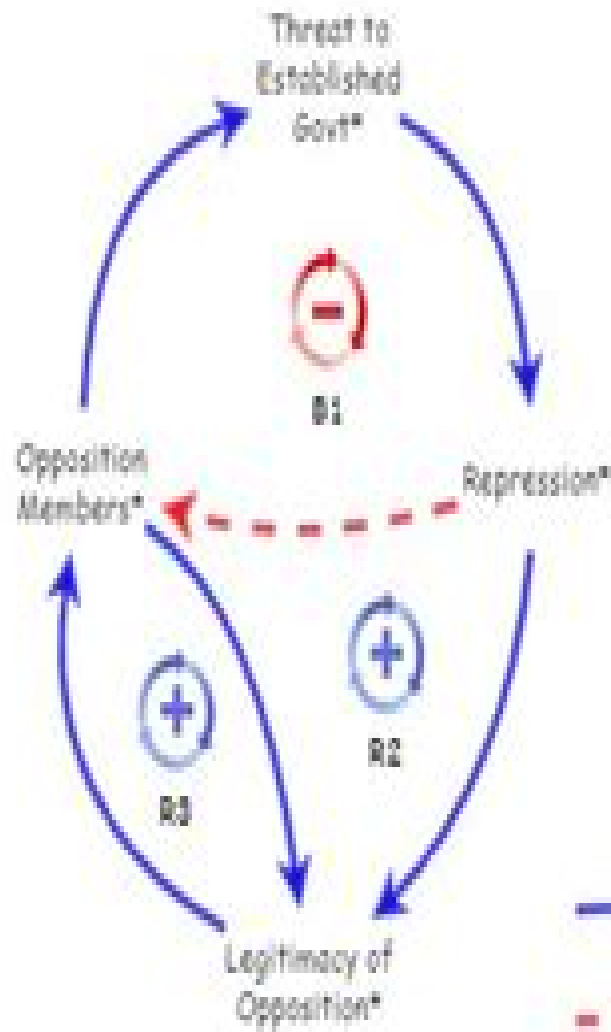 Threat to
Established
Govt*
B1
Opposition
Members*
Repression*
R2
R3
Legitimacy of
Opposition*